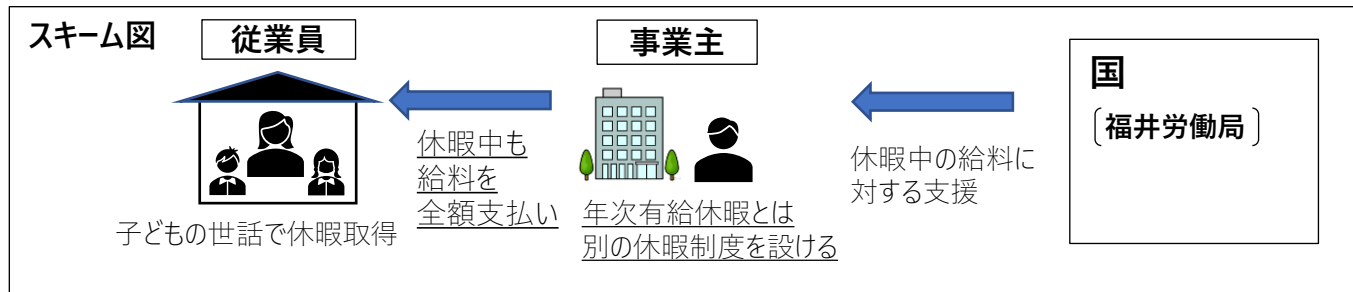 スキーム図
従業員
子どもの世話で休暇取得
休暇中も
給料を
全額支払い
事業主
年次有給休暇とは
別の休暇制度を設ける
休暇中の給料に
対する支援
国
〔福井労働局〕